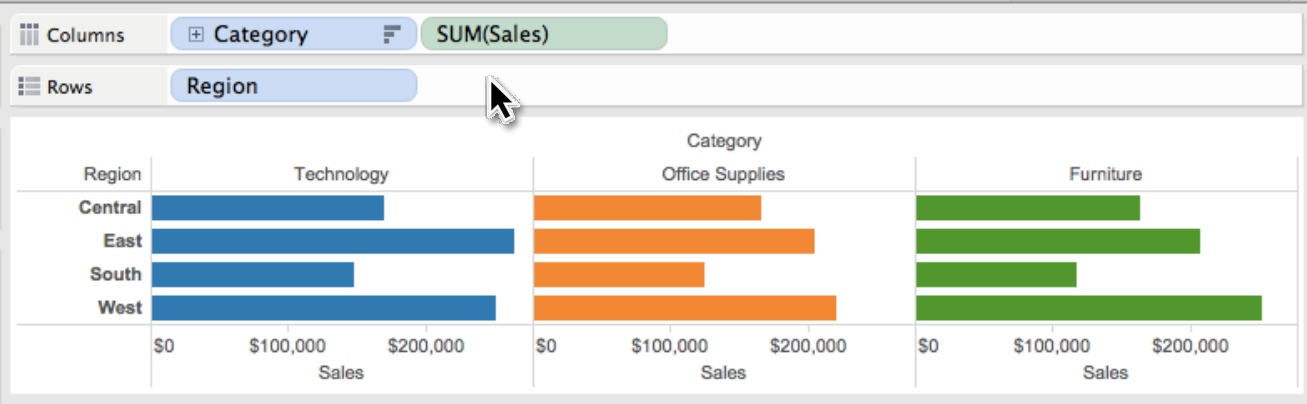 Columns Category SUM(Sales)
Rows Region
Category
Region Technology Office Supplies Furniture
Central
East
South
West
$0 $100,000 $200,000 $0 $100,000 $200,000 $0 $100,000 $200,000
Sales Sales Sales